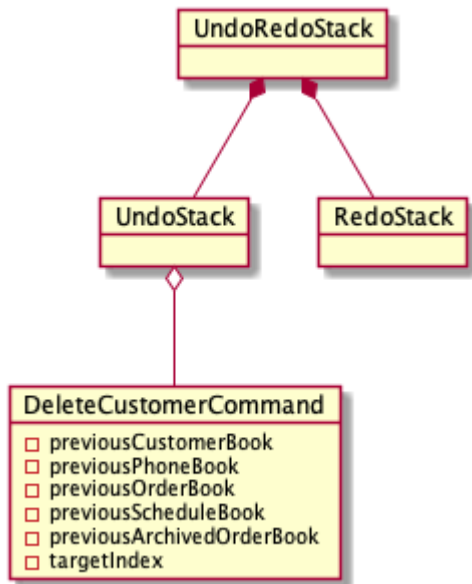 UndoRedoStack
UndoStack
RedoStack
DeleteCustomerCommand
previousCustomerBook
previousPhoneBook
previousOrderBook
previousScheduleBook
previousArchivedOrderBook
targetIndex